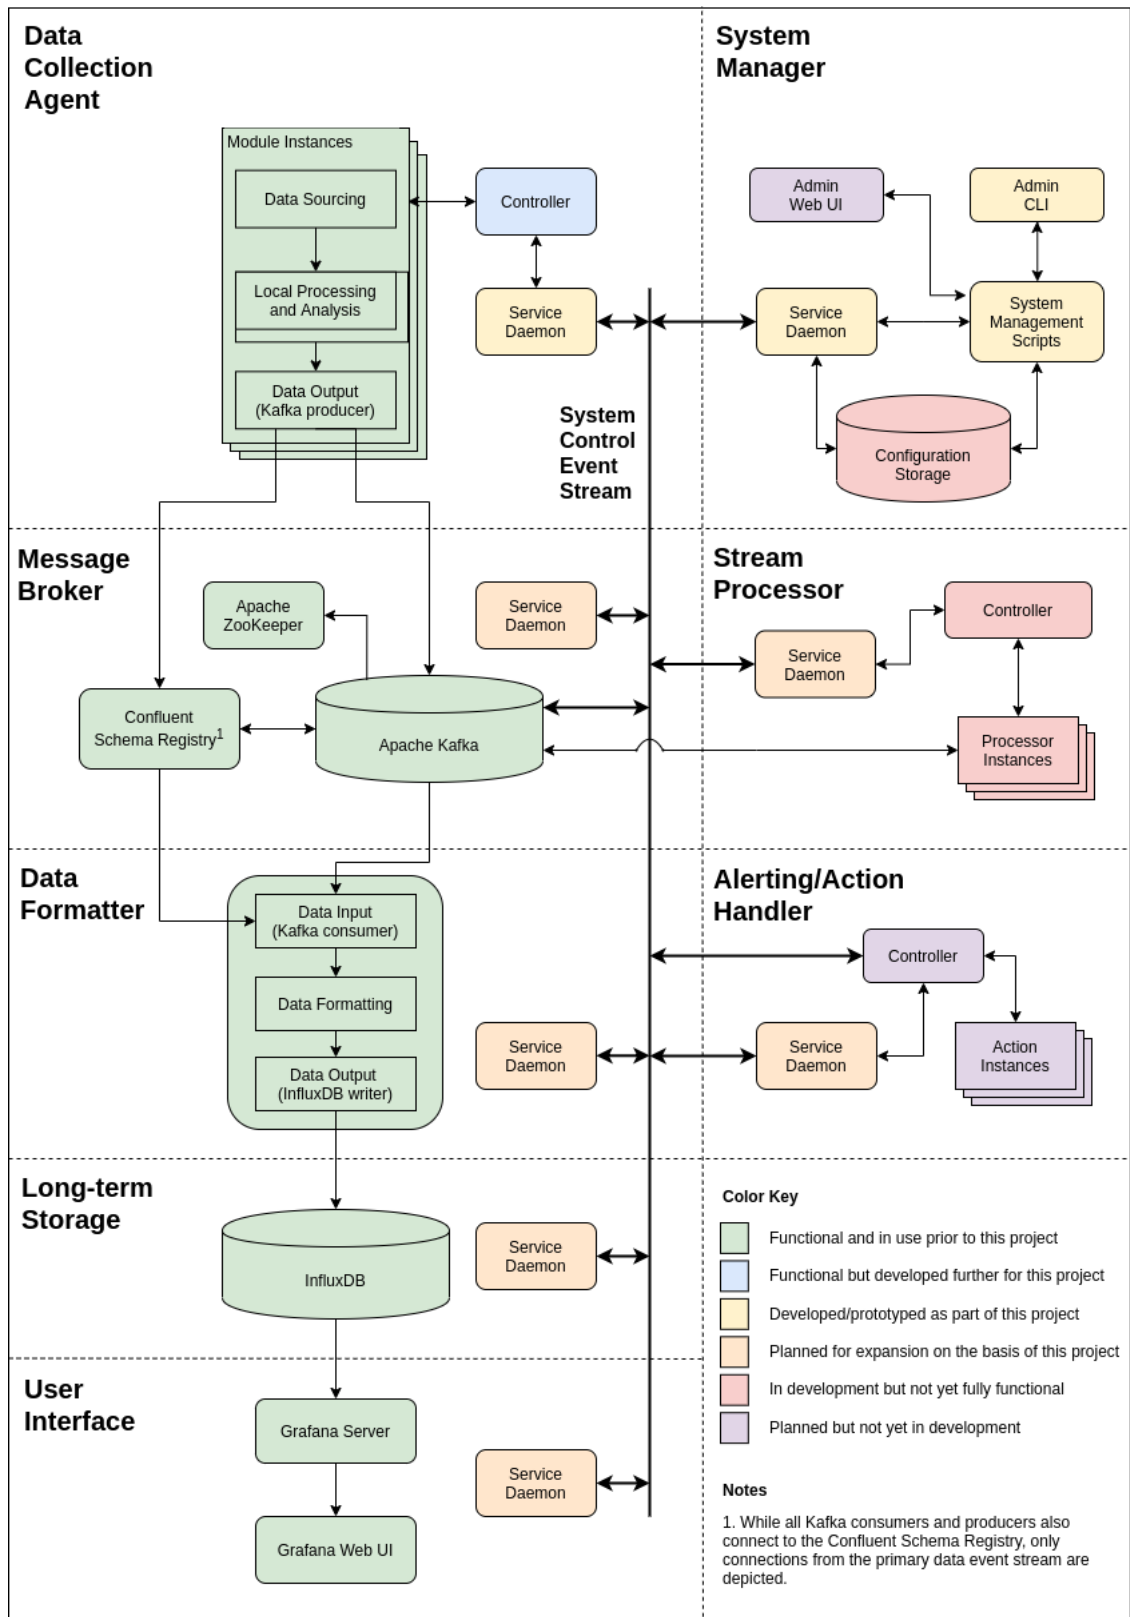 Data
Collection
Agent
System
Manager
Module Instances
Data Sourcing
Local Processing
and Analysis
Data Output
(Kafka producer)
Controller
Service
Daemon
System
Control
Event
Stream
Admin
Web UI
Admin
CLI
Service
Daemon
System
Management
Scripts
Configuration
Storage
Message
Broker
Apache
ZooKeeper
Service
Daemon
Confluent
Schema Registry1
Apache Kafka
Stream
Processor
Controller
Service
Daemon
Processor
Instances
Data
Formatter
Data Input
(Kafka consumer)
Data Formatting
Data Output
(InfluxDB writer)
Service
Daemon
Alerting/Action
Handler
Controller
Service
Daemon
Action
Instances
Long-term
Storage
InfluxDB
Service
Daemon
User
Interface
Grafana Server
Grafana Web UI
Service
Daemon
Color Key
Functional and in use prior to this project
Functional but developed further for this project
Developed/prototyped as part of this project
Planned for expansion on the basis of this project
In development but not yet fully functional
Planned but not yet in development
Notes
1. While all Kafka consumers and producers also
connect to the Confluent Schema Registry, only
connections from the primary data event stream are
depicted.